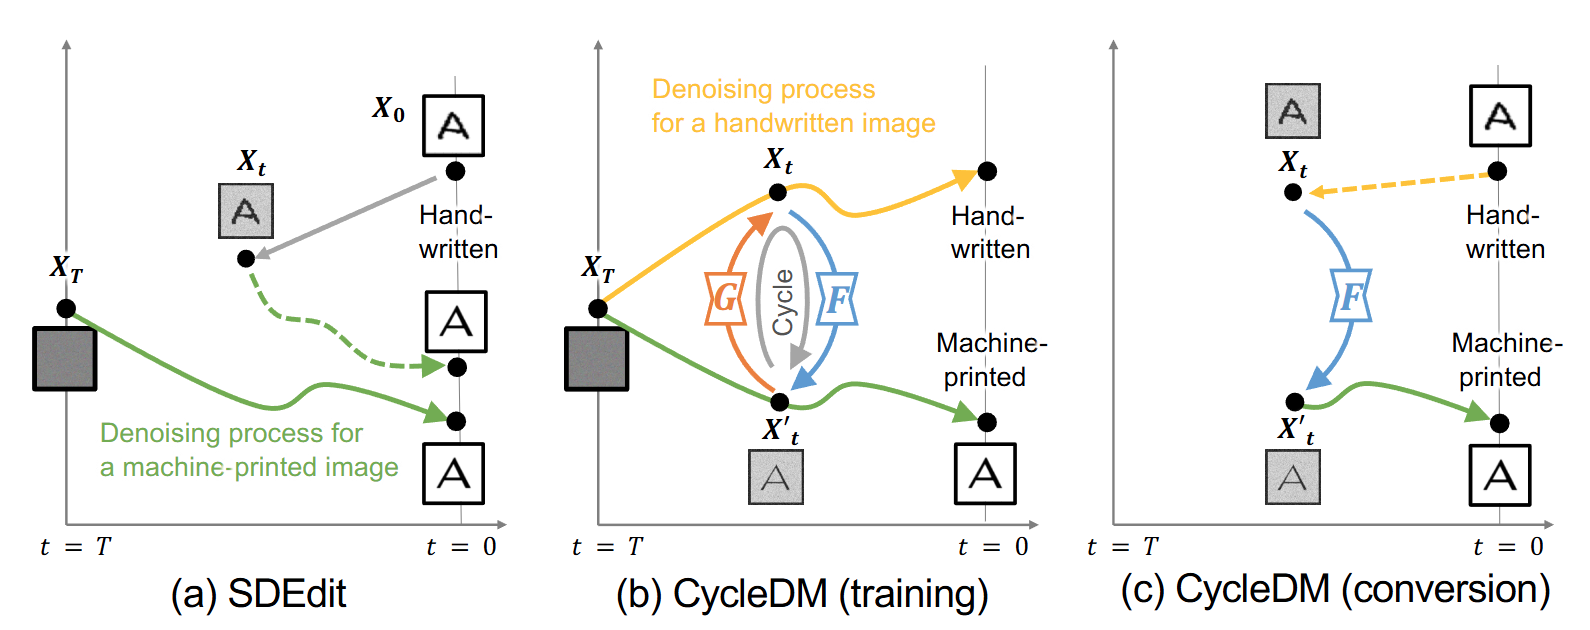 X₀
A
X_t
A
Hand-
written
X_T
A
Denoising process for
a machine-printed image
A
t = T
t = 0
(a) SDEdit
Denoising process
for a handwritten image
X_t
Hand-
written
X_T
G
Cycle
F
Machine-
printed
X'_t
A
A
t = T
t = 0
(b) CycleDM (training)
A
A
X_t
Hand-
written
F
Machine-
printed
X'_t
A
A
t = T
t = 0
(c) CycleDM (conversion)